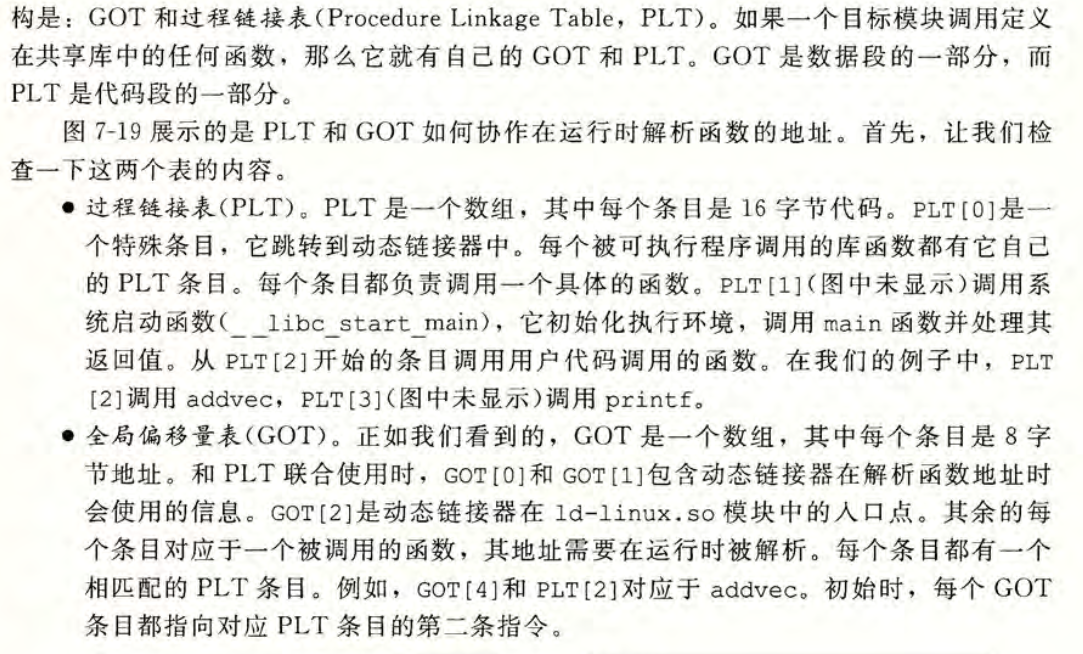 构是：GOT 和过程链接表(Procedure Linkage Table，PLT)。如果一个目标模块调用定义
在共享库中的任何函数，那么它就有自己的 GOT 和 PLT。GOT 是数据段的一部分，而
PLT 是代码段的一部分。
图 7-19 展示的是 PLT 和 GOT 如何协作在运行时解析函数的地址。首先，让我们检
查一下这两个表的内容。
● 过程链接表(PLT)。PLT 是一个数组，其中每个条目是 16 字节代码。PLT[0]是一
个特殊条目，它跳转到动态链接器中。每个被可执行程序调用的库函数都有它自己
的 PLT 条目。每个条目都负责调用一个具体的函数。PLT[1](图中未显示)调用系
统启动函数(__libc_start_main)，它初始化执行环境，调用 main 函数并处理其
返回值。从 PLT[2]开始的条目调用用户代码调用的函数。在我们的例子中，PLT
[2]调用 addvec，PLT[3](图中未显示)调用 printf。
● 全局偏移量表(GOT)。正如我们看到的，GOT 是一个数组，其中每个条目是 8 字
节地址。和 PLT 联合使用时，GOT[0]和 GOT[1]包含动态链接器在解析函数地址时
会使用的信息。GOT[2]是动态链接器在 ld-linux.so 模块中的入口点。其余的每
个条目对应于一个被调用的函数，其地址需要在运行时被解析。每个条目都有一个
相匹配的 PLT 条目。例如，GOT[4]和 PLT[2]对应于 addvec。初始时，每个 GOT
条目都指向对应 PLT 条目的第二条指令。